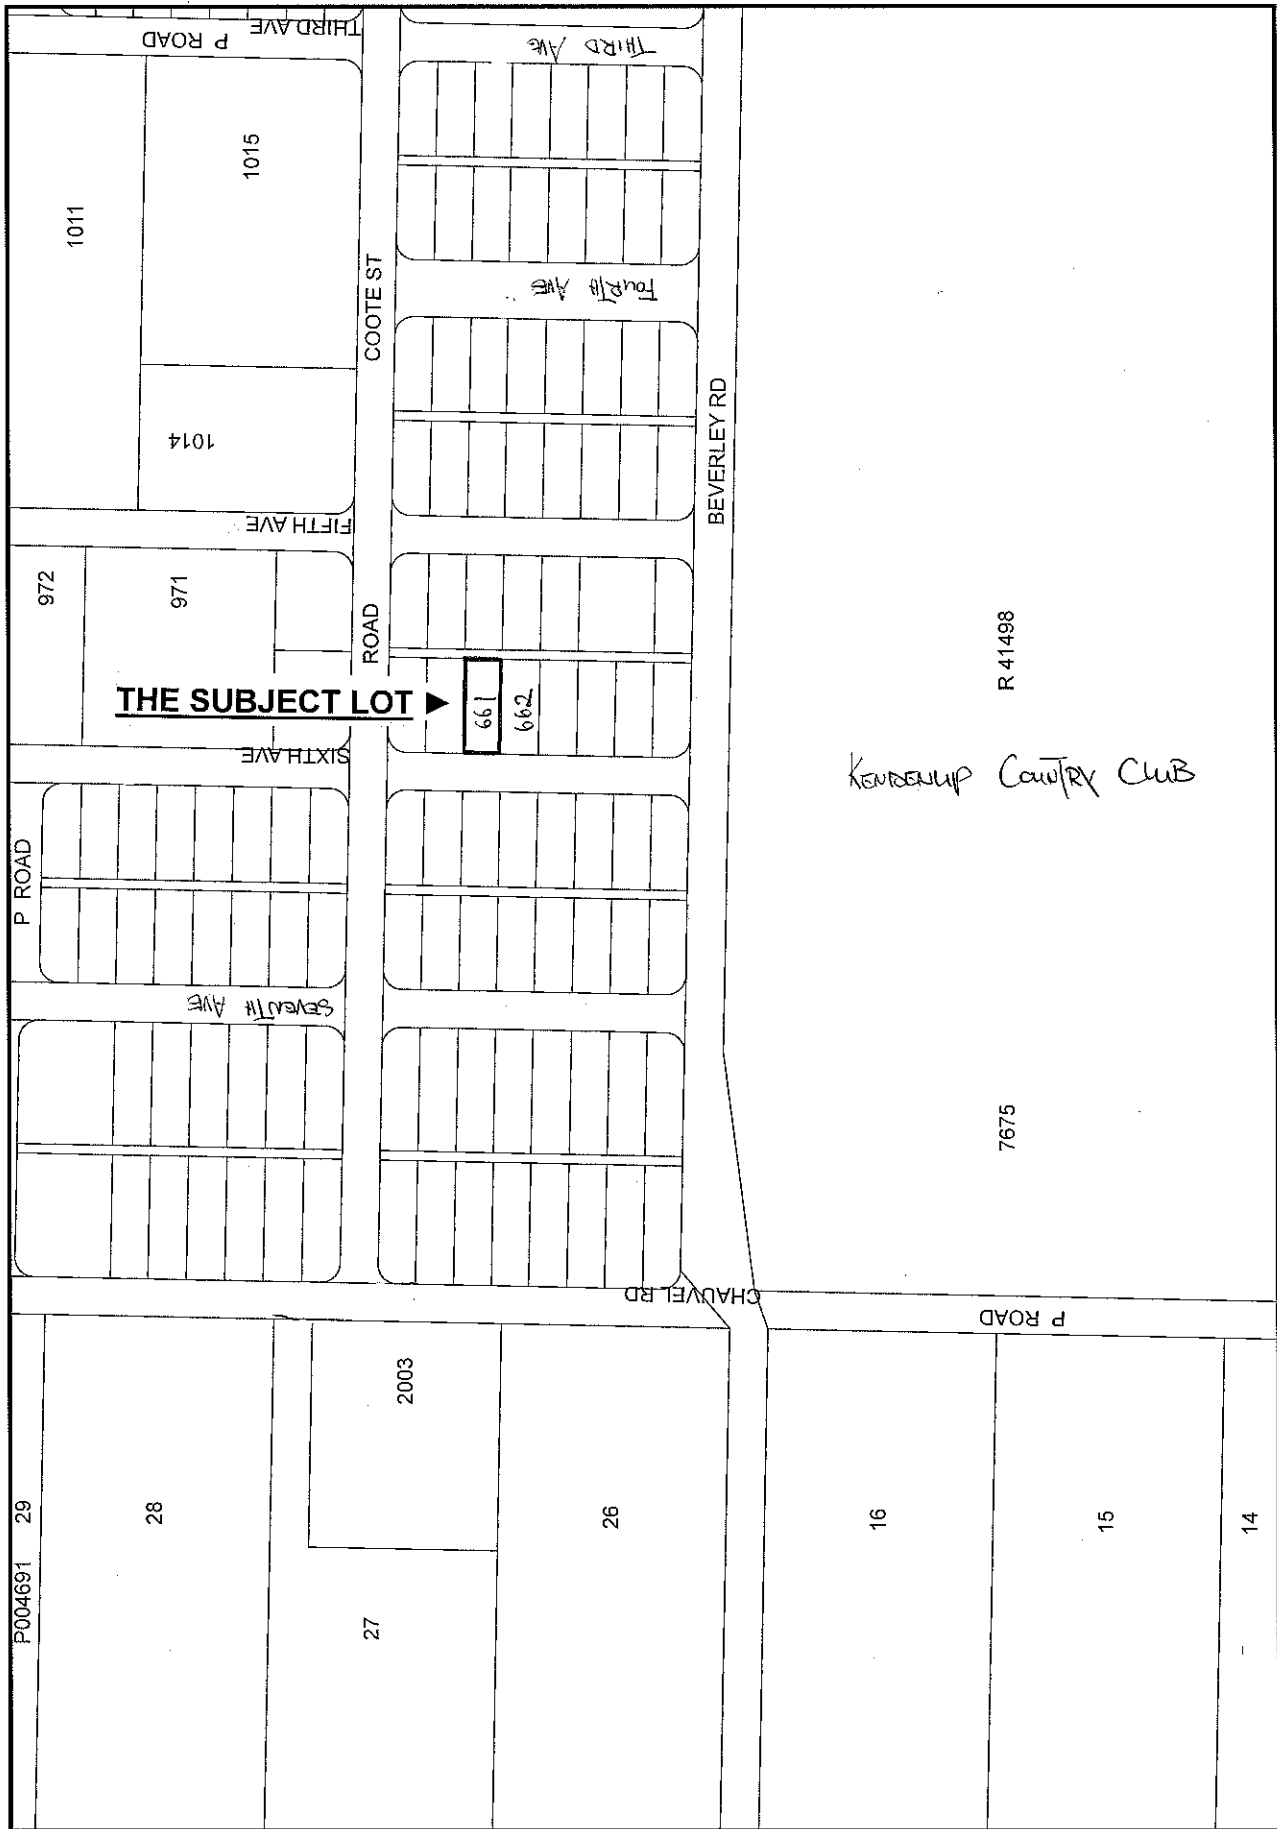 THIRD AVE
P ROAD
THIRD AVE
1015
1011
COOTE ST
FOURTH AVE
1014
BEVERLEY RD
FIFTH AVE
972
971
ROAD
R 41498
THE SUBJECT LOT ▶
661
662
SIXTH AVE
KENDENUP COUNTRY CLUB
P ROAD
SEVENTH AVE
7675
CHAUVEL RD
P ROAD
2003
29
28
26
16
15
14
P004691
27